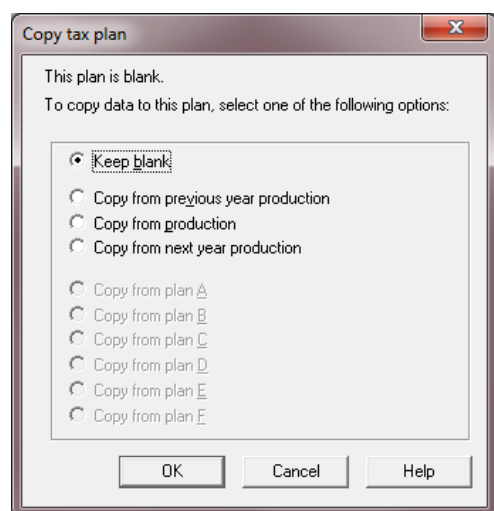 Copy tax plan
This plan is blank.
To copy data to this plan, select one of the following options:
Keep blank
Copy from previous year production
Copy from production
Copy from next year production
Copy from plan A
Copy from plan B
Copy from plan C
Copy from plan D
Copy from plan E
Copy from plan F
OK Cancel Help